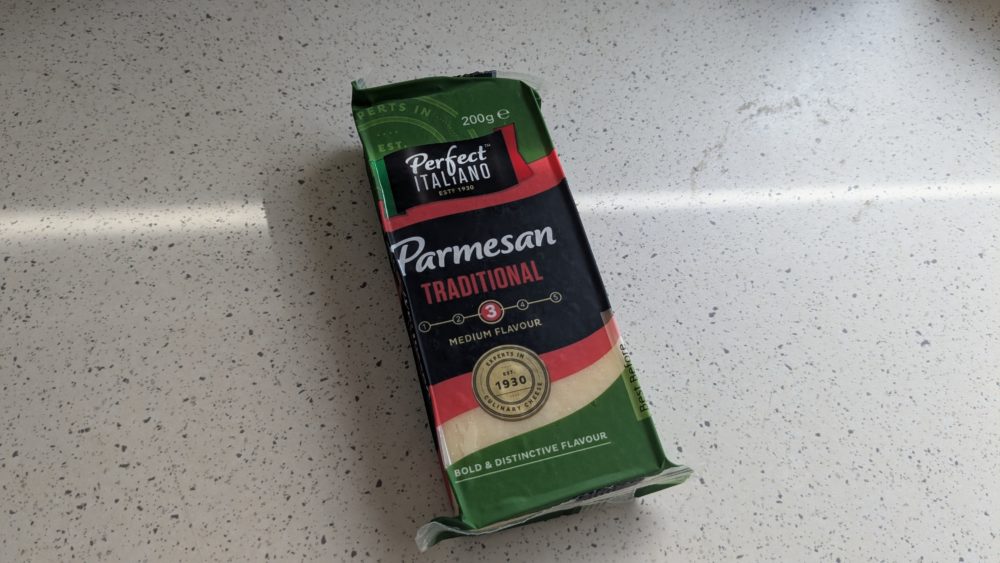 EXPERTS IN
EST.
200g ℮
Perfect™
ITALIANO
ESTD 1930
Parmesan
TRADITIONAL
1 2 3 4 5
MEDIUM FLAVOUR
EXPERTS IN
EST.
1930
CULINARY CHEESE
BOLD & DISTINCTIVE FLAVOUR
Best Before